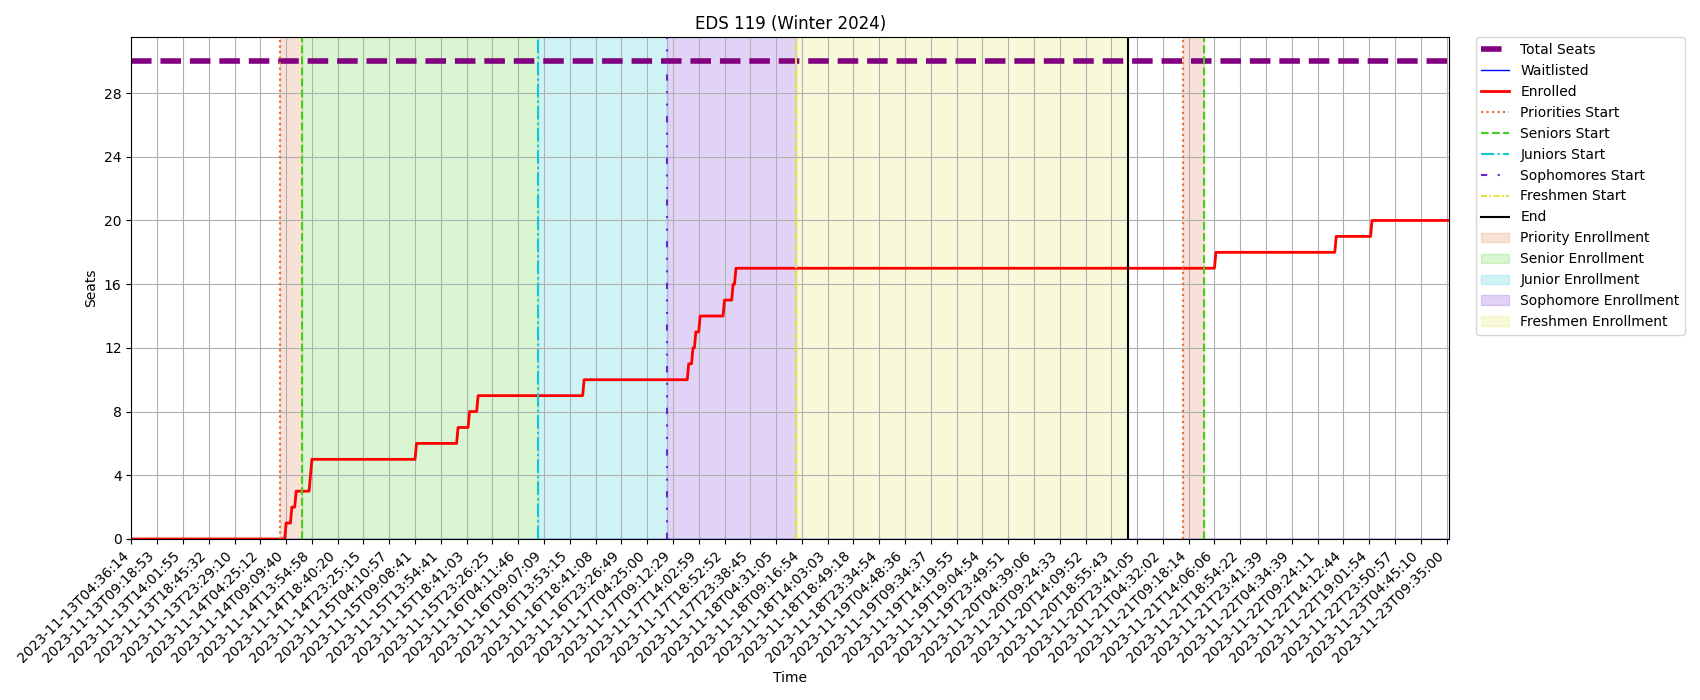 EDS 119 (Winter 2024)
Seats
28
24
20
16
12
8
4
0
2023-11-13T04:36:14
2023-11-13T09:18:53
2023-11-13T14:01:55
2023-11-13T18:45:32
2023-11-13T23:29:10
2023-11-14T04:25:12
2023-11-14T09:09:40
2023-11-14T13:54:58
2023-11-14T18:40:20
2023-11-14T23:25:15
2023-11-15T04:10:57
2023-11-15T09:08:41
2023-11-15T13:54:41
2023-11-15T18:41:03
2023-11-15T23:26:25
2023-11-16T04:11:46
2023-11-16T09:07:09
2023-11-16T13:53:15
2023-11-16T18:41:08
2023-11-16T23:26:49
2023-11-17T04:25:00
2023-11-17T09:12:29
2023-11-17T14:02:59
2023-11-17T18:52:52
2023-11-17T23:38:45
2023-11-18T04:31:05
2023-11-18T09:16:54
2023-11-18T14:03:03
2023-11-18T18:49:18
2023-11-18T23:34:54
2023-11-19T04:48:36
2023-11-19T09:34:37
2023-11-19T14:19:55
2023-11-19T19:04:54
2023-11-19T23:49:51
2023-11-20T04:39:06
2023-11-20T09:24:33
2023-11-20T14:09:52
2023-11-20T18:55:43
2023-11-20T23:41:05
2023-11-21T04:32:02
2023-11-21T09:18:14
2023-11-21T14:06:06
2023-11-21T18:54:22
2023-11-21T23:41:39
2023-11-22T04:34:39
2023-11-22T09:24:11
2023-11-22T14:12:44
2023-11-22T19:01:54
2023-11-22T23:50:57
2023-11-23T04:45:10
2023-11-23T09:35:00
Time
Total Seats
Waitlisted
Enrolled
Priorities Start
Seniors Start
Juniors Start
Sophomores Start
Freshmen Start
End
Priority Enrollment
Senior Enrollment
Junior Enrollment
Sophomore Enrollment
Freshmen Enrollment